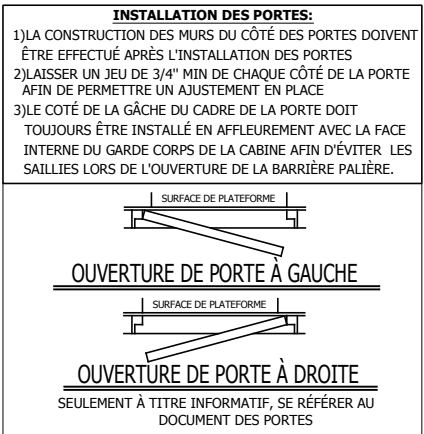 INSTALLATION DES PORTES:
1)LA CONSTRUCTION DES MURS DU CÔTÉ DES PORTES DOIVENT
ÊTRE EFFECTUÉ APRÈS L'INSTALLATION DES PORTES
2)LAISSER UN JEU DE 3/4" MIN DE CHAQUE CÔTÉ DE LA PORTE
AFIN DE PERMETTRE UN AJUSTEMENT EN PLACE
3)LE COTÉ DE LA GÂCHE DU CADRE DE LA PORTE DOIT
TOUJOURS ÊTRE INSTALLÉ EN AFFLEUREMENT AVEC LA FACE
INTERNE DU GARDE CORPS DE LA CABINE AFIN D'ÉVITER LES
SAILLIES LORS DE L'OUVERTURE DE LA BARRIÈRE PALIÈRE.
SURFACE DE PLATEFORME
OUVERTURE DE PORTE À GAUCHE
SURFACE DE PLATEFORME
OUVERTURE DE PORTE À DROITE
SEULEMENT À TITRE INFORMATIF, SE RÉFÉRER AU
DOCUMENT DES PORTES